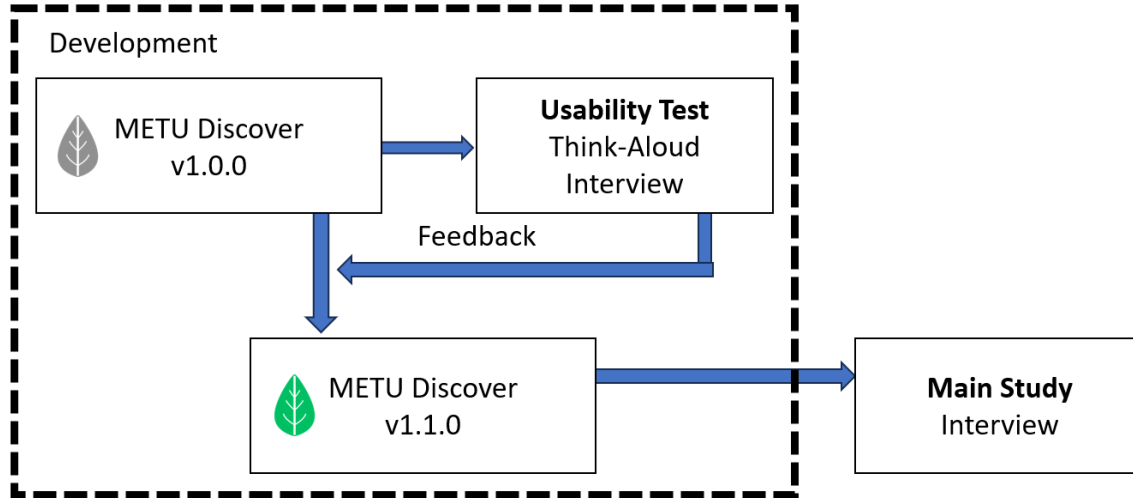 Development
METU Discover
v1.0.0
Usability Test
Think-Aloud
Interview
Feedback
METU Discover
v1.1.0
Main Study
Interview